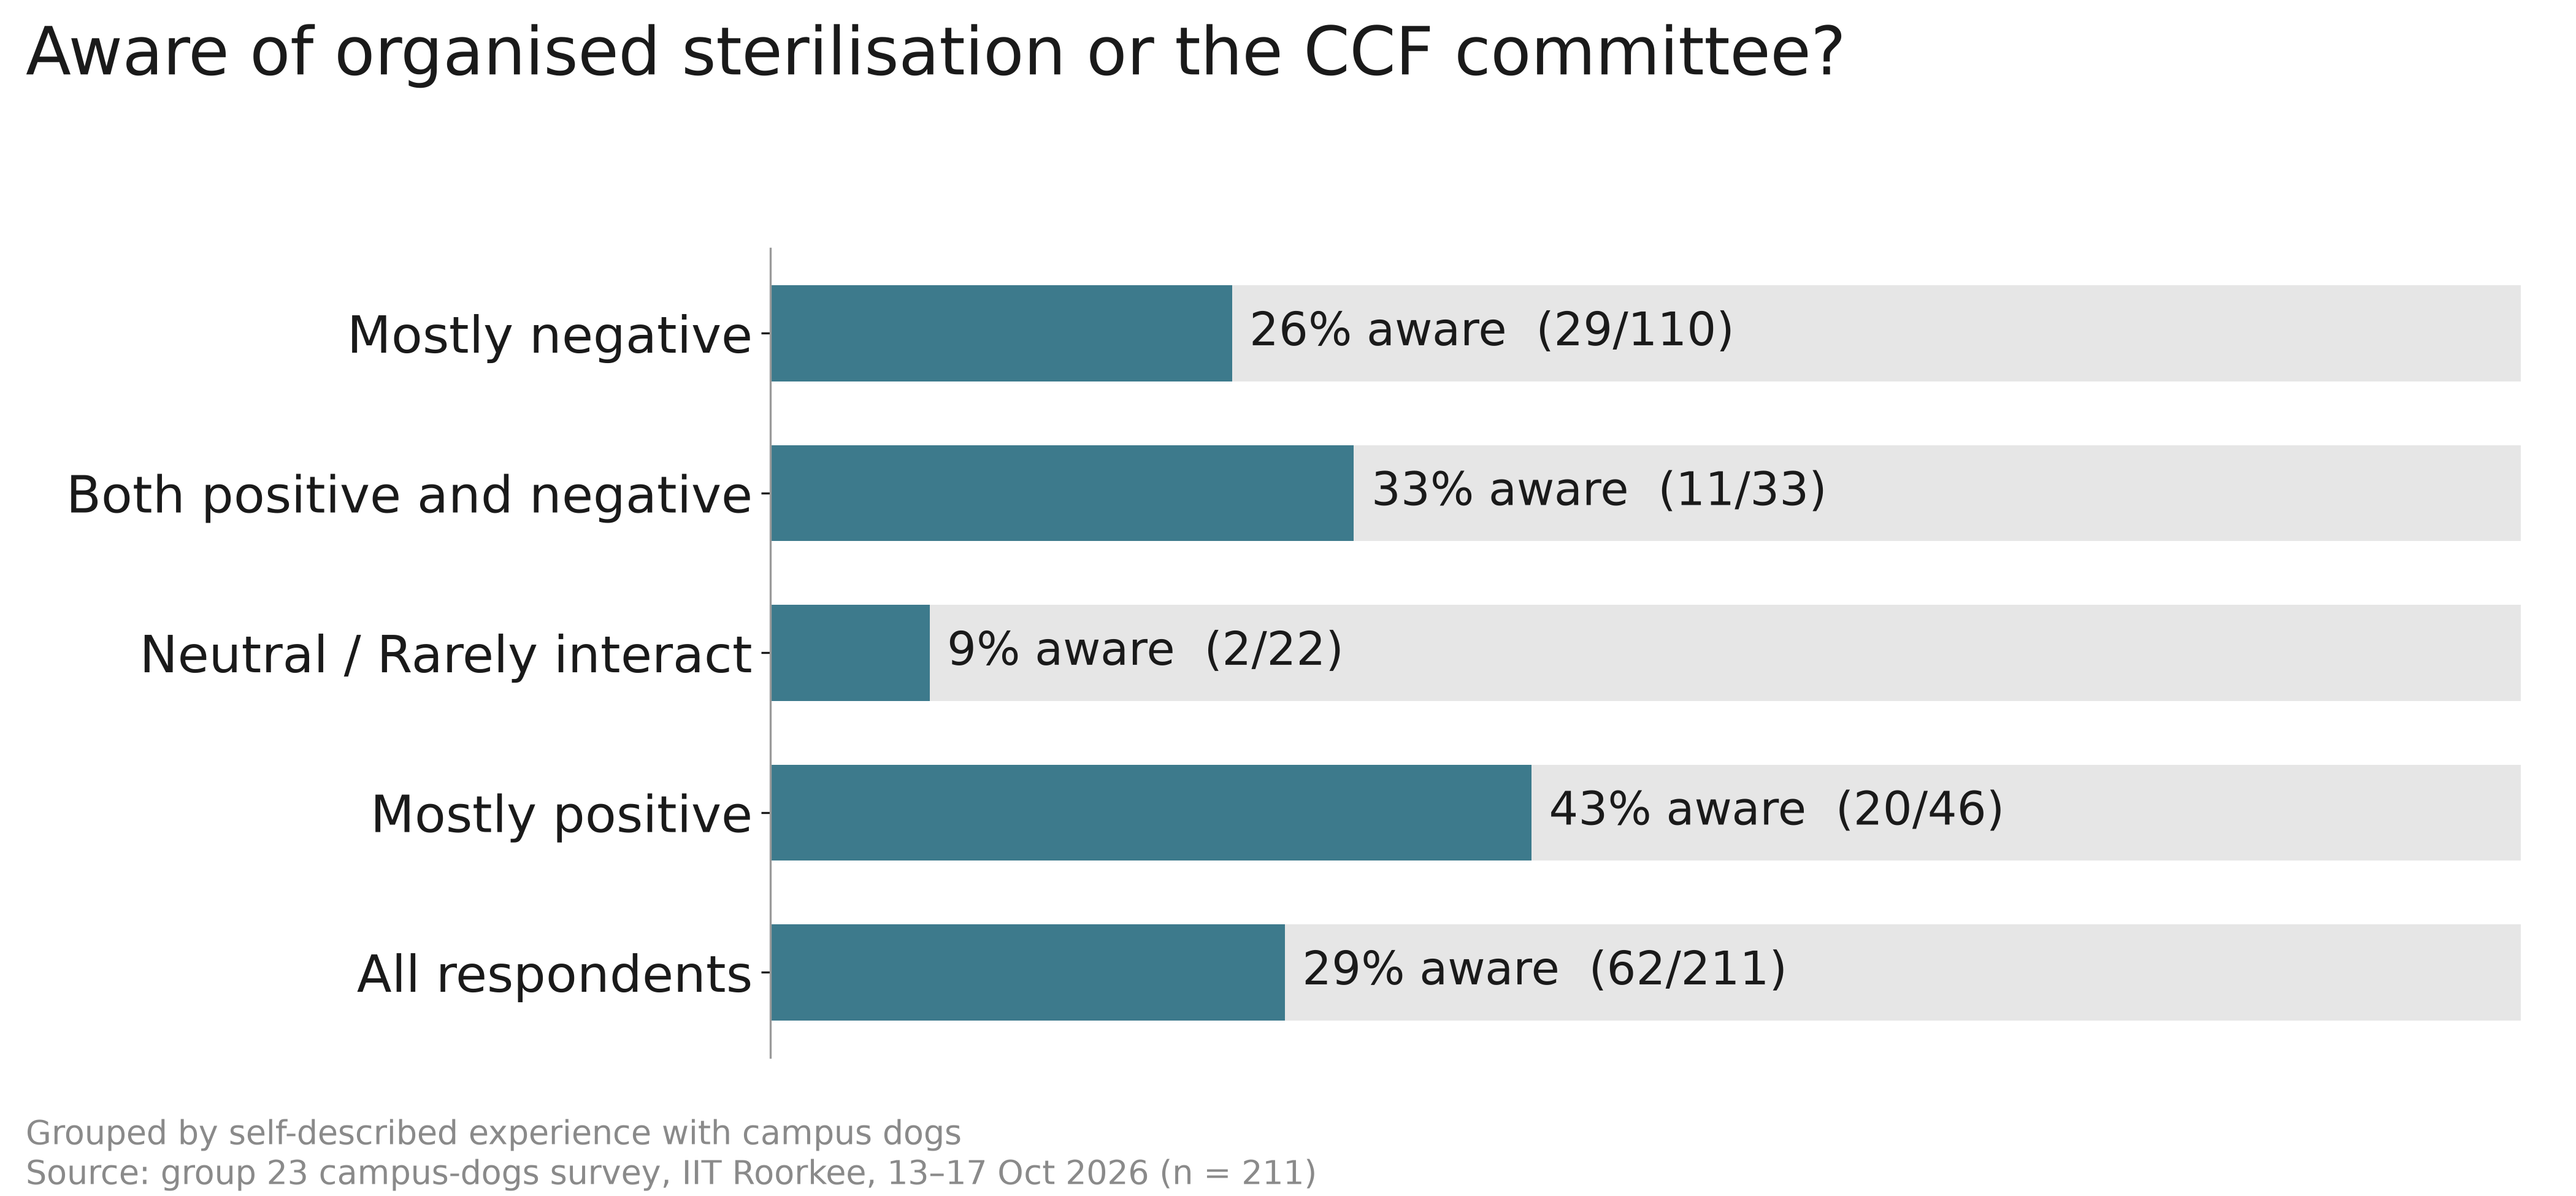 Aware of organised sterilisation or the CCF committee?
Mostly negative
26% aware (29/110)
Both positive and negative
33% aware (11/33)
Neutral / Rarely interact
9% aware (2/22)
Mostly positive
43% aware (20/46)
All respondents
29% aware (62/211)
Grouped by self-described experience with campus dogs
Source: group 23 campus-dogs survey, IIT Roorkee, 13–17 Oct 2026 (n = 211)